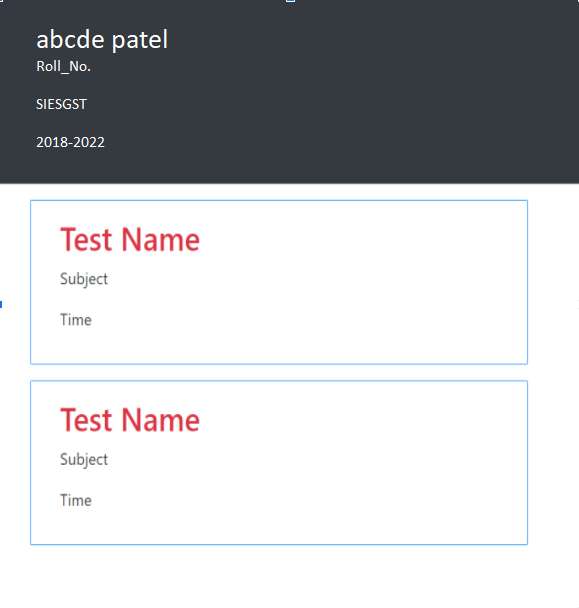 abcde patel
Roll_No.
SIESGST
2018-2022
Test Name
Subject
Time
Test Name
Subject
Time